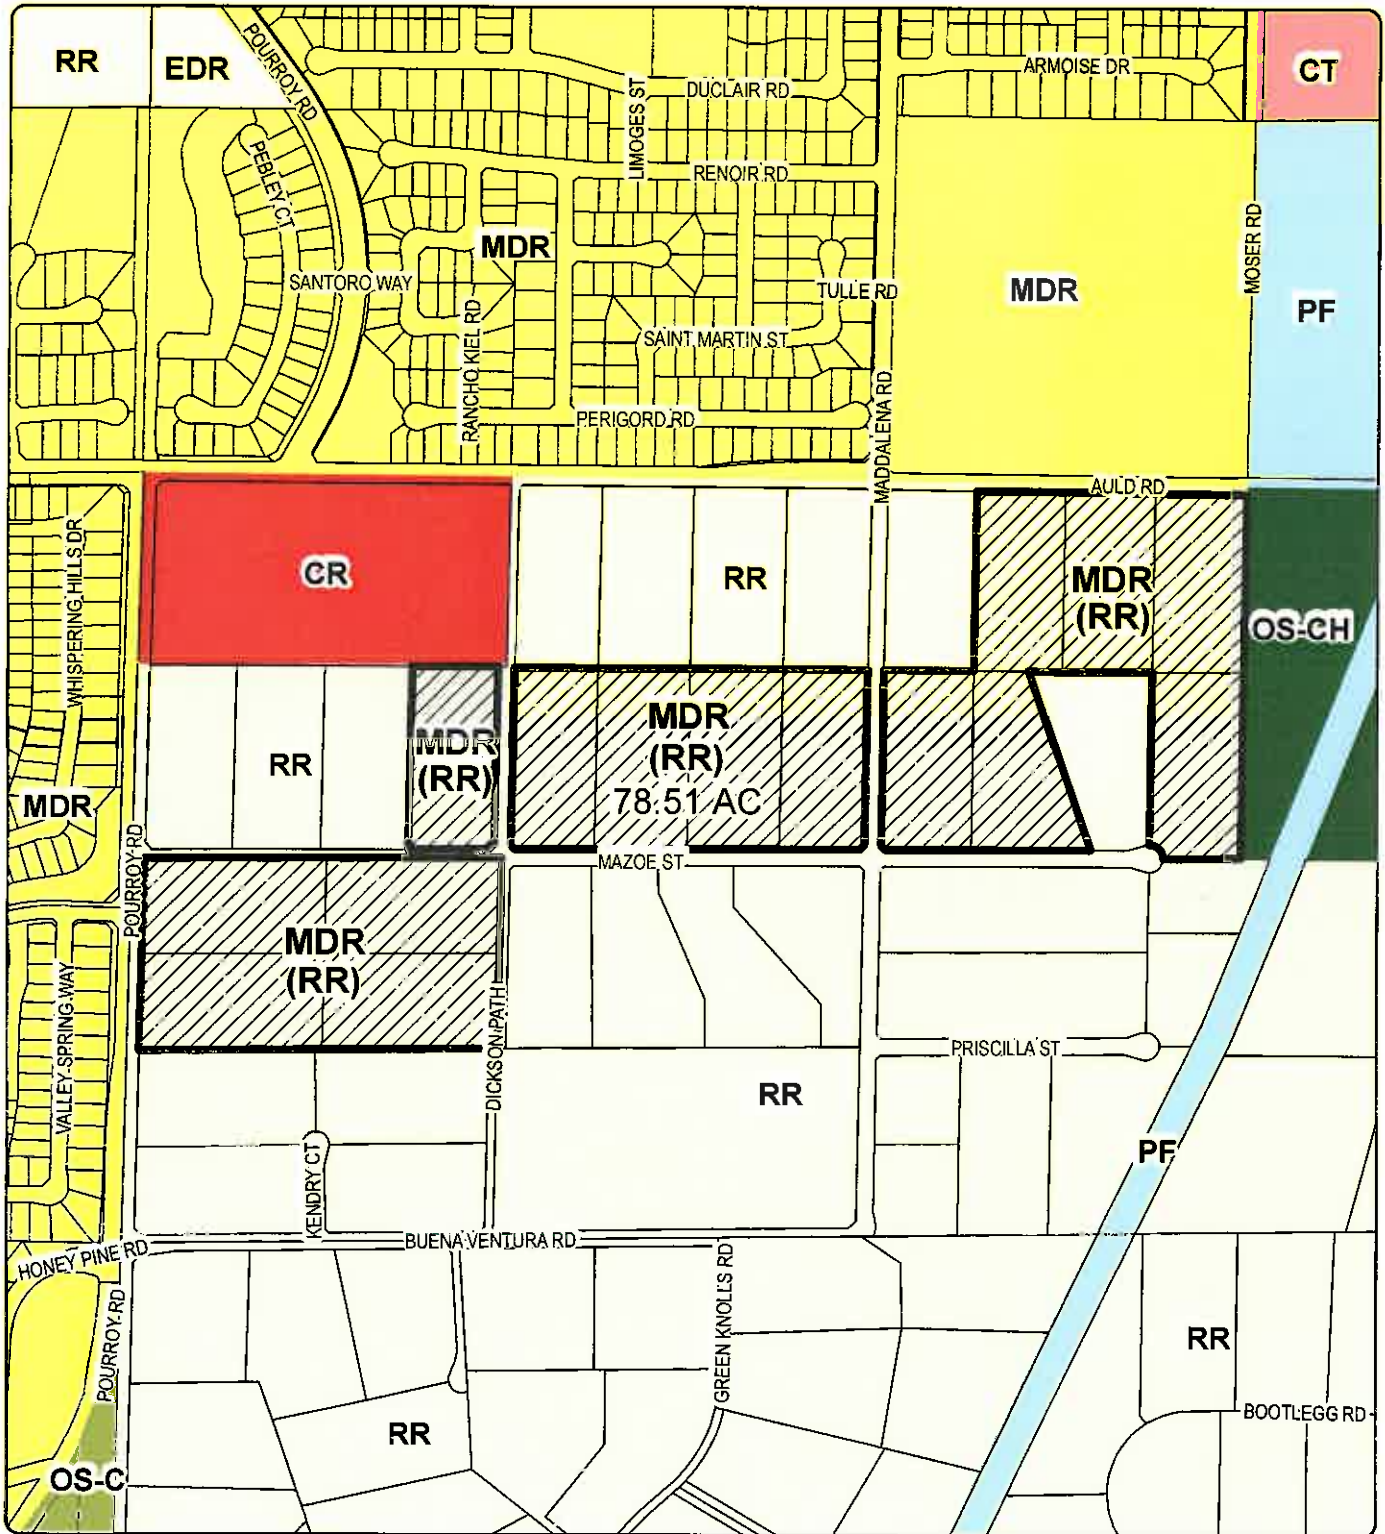 RR
EDR
POURROY RD
CT
ARMOISE DR
DUCLAIR RD
LIMOGES ST
PEBLEY CT
RENOIR RD
MDR
MOSER RD
SANTORO WAY
TULLE RD
MDR
PF
RANCHO KIEL RD
SAINT MARTIN ST
PERIGORD RD
MADDALENA RD
AULD RD
WHISPERING HILLS DR
CR
RR
MDR
(RR)
OS-CH
MDR
(RR)
78.51 AC
MDR
(RR)
RR
MDR
POURROY RD
MAZOE ST
MDR
(RR)
VALLEY SPRING WAY
DICKSON PATH
PRISCILLA ST
RR
PF
KENDRY CT
BUENA VENTURA RD
HONEY PINE RD
POURROY RD
GREEN KNOLLS RD
RR
BOOTLEGG RD
RR
OS-C